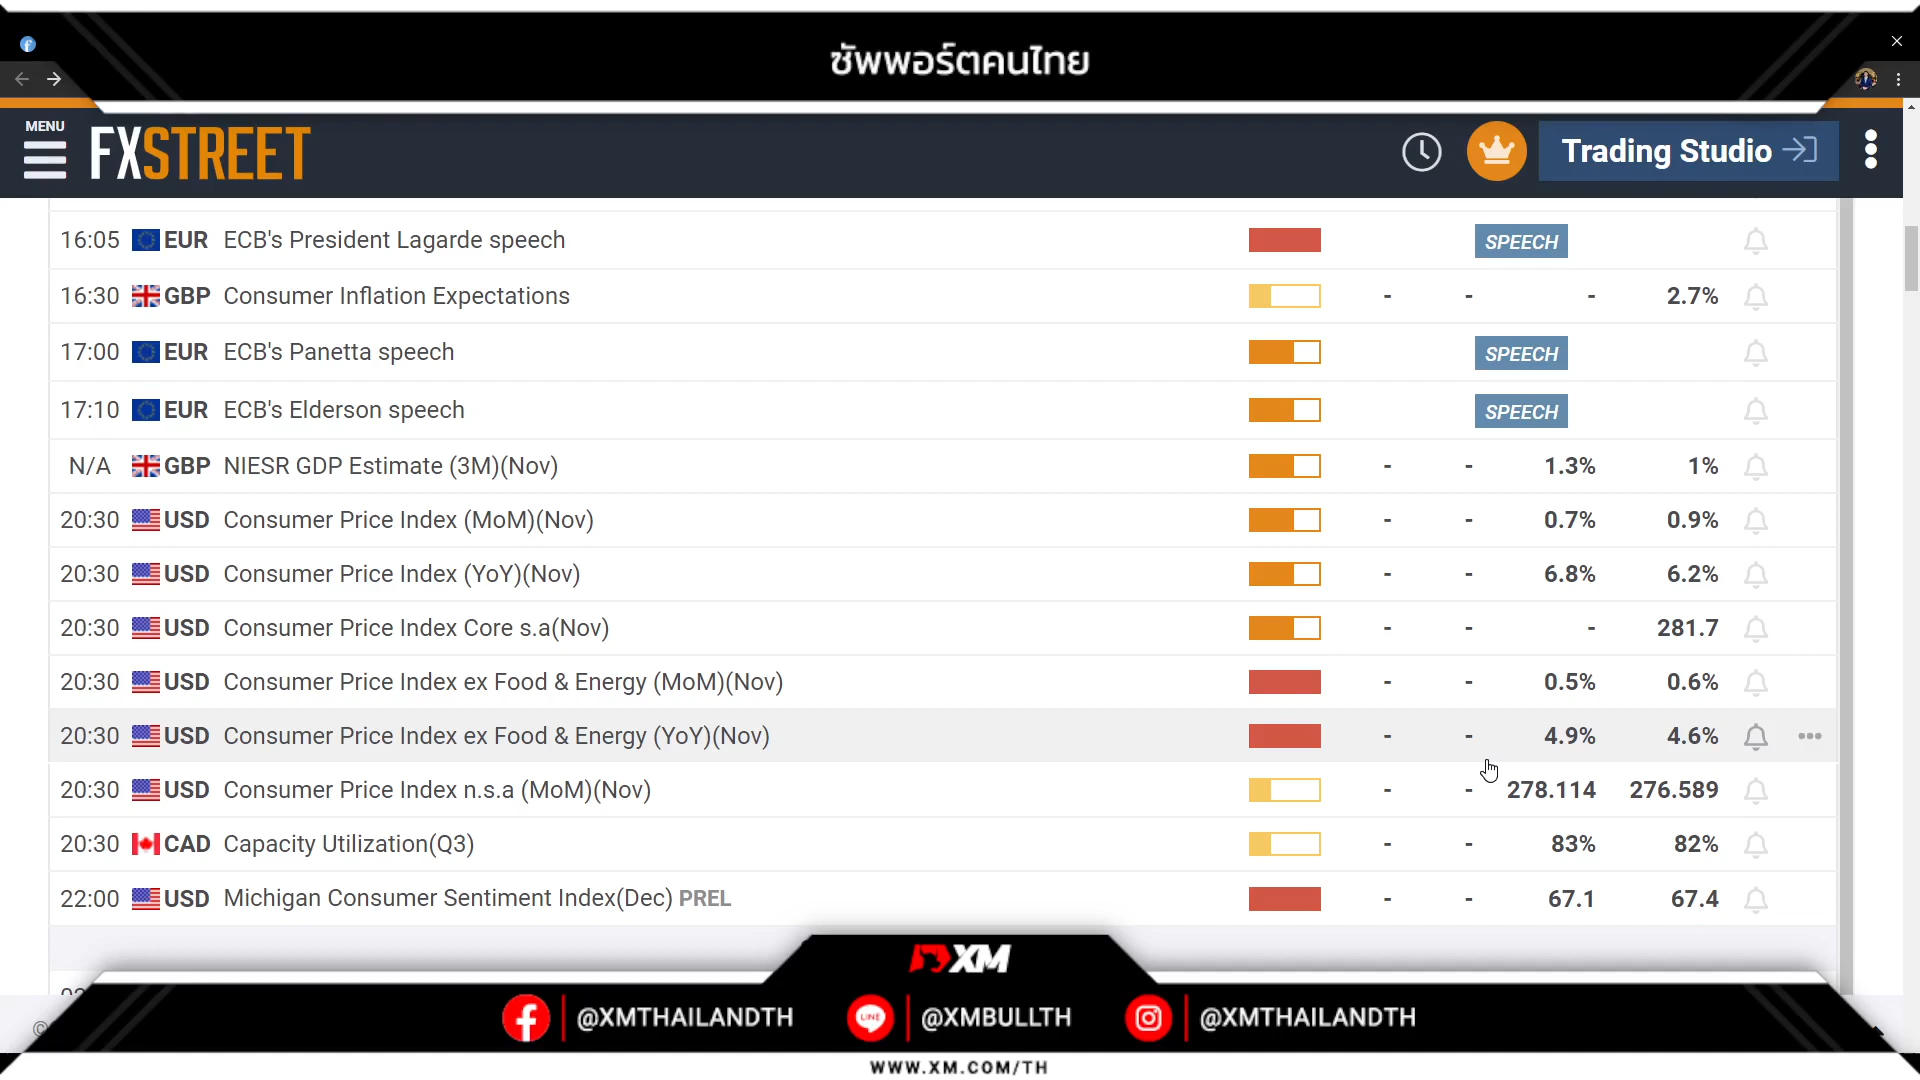 ซัพพอร์ตคนไทย
MENU
FXSTREET
Trading Studio
16:05 EUR ECB's President Lagarde speech SPEECH
16:30 GBP Consumer Inflation Expectations - - - 2.7%
17:00 EUR ECB's Panetta speech SPEECH
17:10 EUR ECB's Elderson speech SPEECH
N/A GBP NIESR GDP Estimate (3M)(Nov) - - 1.3% 1%
20:30 USD Consumer Price Index (MoM)(Nov) - - 0.7% 0.9%
20:30 USD Consumer Price Index (YoY)(Nov) - - 6.8% 6.2%
20:30 USD Consumer Price Index Core s.a(Nov) - - - 281.7
20:30 USD Consumer Price Index ex Food & Energy (MoM)(Nov) - - 0.5% 0.6%
20:30 USD Consumer Price Index ex Food & Energy (YoY)(Nov) - - 4.9% 4.6%
20:30 USD Consumer Price Index n.s.a (MoM)(Nov) - - 278.114 276.589
20:30 CAD Capacity Utilization(Q3) - - 83% 82%
22:00 USD Michigan Consumer Sentiment Index(Dec) PREL - - 67.1 67.4
XM
@XMTHAILANDTH LINE @XMBULLTH @XMTHAILANDTH
WWW.XM.COM/TH